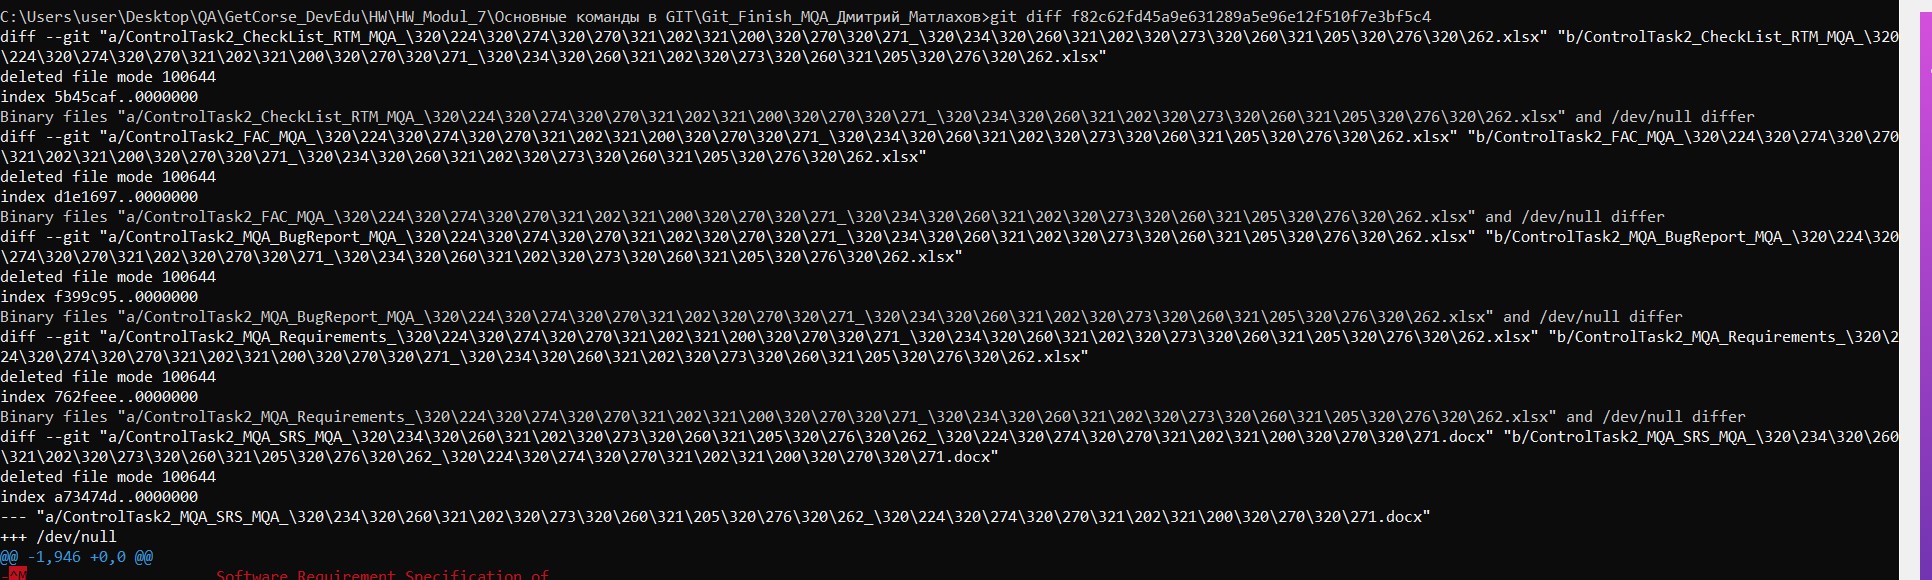 C:\Users\user\Desktop\QA\GetCorse_DevEdu\HW\HW_Modul_7\Основные команды в GIT\Git_Finish_MQA_Дмитрий_Матлахов>git diff f82c62fd45a9e631289a5e96e12f510f7e3bf5c4
diff --git "a/ControlTask2_CheckList_RTM_MQA_\320\224\320\274\320\270\321\202\321\200\320\270\320\271_\320\234\320\260\321\202\320\273\320\260\321\205\320\276\320\262.xlsx" "b/ControlTask2_CheckList_RTM_MQA_\320
\224\320\274\320\270\321\202\321\200\320\270\320\271_\320\234\320\260\321\202\320\273\320\260\321\205\320\276\320\262.xlsx"
deleted file mode 100644
index 5b45caf..0000000
Binary files "a/ControlTask2_CheckList_RTM_MQA_\320\224\320\274\320\270\321\202\321\200\320\270\320\271_\320\234\320\260\321\202\320\273\320\260\321\205\320\276\320\262.xlsx" and /dev/null differ
diff --git "a/ControlTask2_FAC_MQA_\320\224\320\274\320\270\321\202\321\200\320\270\320\271_\320\234\320\260\321\202\320\273\320\260\321\205\320\276\320\262.xlsx" "b/ControlTask2_FAC_MQA_\320\224\320\274\320\270
\321\202\321\200\320\270\320\271_\320\234\320\260\321\202\320\273\320\260\321\205\320\276\320\262.xlsx"
deleted file mode 100644
index d1e1697..0000000
Binary files "a/ControlTask2_FAC_MQA_\320\224\320\274\320\270\321\202\321\200\320\270\320\271_\320\234\320\260\321\202\320\273\320\260\321\205\320\276\320\262.xlsx" and /dev/null differ
diff --git "a/ControlTask2_MQA_BugReport_MQA_\320\224\320\274\320\270\321\202\320\270\320\271_\320\234\320\260\321\202\320\273\320\260\321\205\320\276\320\262.xlsx" "b/ControlTask2_MQA_BugReport_MQA_\320\224\320
\274\320\270\321\202\320\270\320\271_\320\234\320\260\321\202\320\273\320\260\321\205\320\276\320\262.xlsx"
deleted file mode 100644
index f399c95..0000000
Binary files "a/ControlTask2_MQA_BugReport_MQA_\320\224\320\274\320\270\321\202\320\270\320\271_\320\234\320\260\321\202\320\273\320\260\321\205\320\276\320\262.xlsx" and /dev/null differ
diff --git "a/ControlTask2_MQA_Requirements_\320\224\320\274\320\270\321\202\321\200\320\270\320\271_\320\234\320\260\321\202\320\273\320\260\321\205\320\276\320\262.xlsx" "b/ControlTask2_MQA_Requirements_\320\2
24\320\274\320\270\321\202\321\200\320\270\320\271_\320\234\320\260\321\202\320\273\320\260\321\205\320\276\320\262.xlsx"
deleted file mode 100644
index 762feee..0000000
Binary files "a/ControlTask2_MQA_Requirements_\320\224\320\274\320\270\321\202\321\200\320\270\320\271_\320\234\320\260\321\202\320\273\320\260\321\205\320\276\320\262.xlsx" and /dev/null differ
diff --git "a/ControlTask2_MQA_SRS_MQA_\320\234\320\260\321\202\320\273\320\260\321\205\320\276\320\262_\320\224\320\274\320\270\321\202\321\200\320\270\320\271.docx" "b/ControlTask2_MQA_SRS_MQA_\320\234\320\260
\321\202\320\273\320\260\321\205\320\276\320\262_\320\224\320\274\320\270\321\202\321\200\320\270\320\271.docx"
deleted file mode 100644
index a73474d..0000000
--- "a/ControlTask2_MQA_SRS_MQA_\320\234\320\260\321\202\320\273\320\260\321\205\320\276\320\262_\320\224\320\274\320\270\321\202\321\200\320\270\320\271.docx"
+++ /dev/null
@@ -1,946 +0,0 @@
-^M Software Requirement Specification of